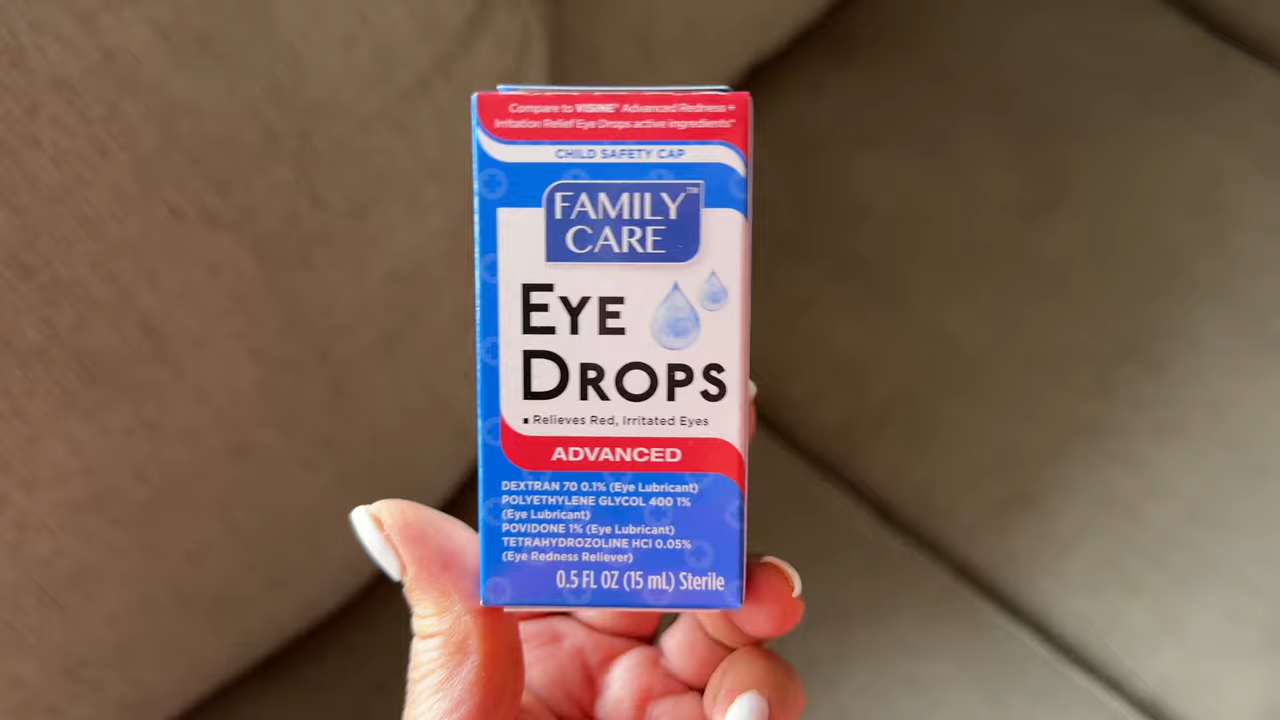 Compare to VISINE® Advanced Redness +
Irritation Relief Eye Drops active ingredients*
CHILD SAFETY CAP
FAMILY™
CARE
EYE
DROPS
▪ Relieves Red, Irritated Eyes
ADVANCED
DEXTRAN 70 0.1% (Eye Lubricant)
POLYETHYLENE GLYCOL 400 1%
(Eye Lubricant)
POVIDONE 1% (Eye Lubricant)
TETRAHYDROZOLINE HCl 0.05%
(Eye Redness Reliever)
0.5 FL OZ (15 mL) Sterile